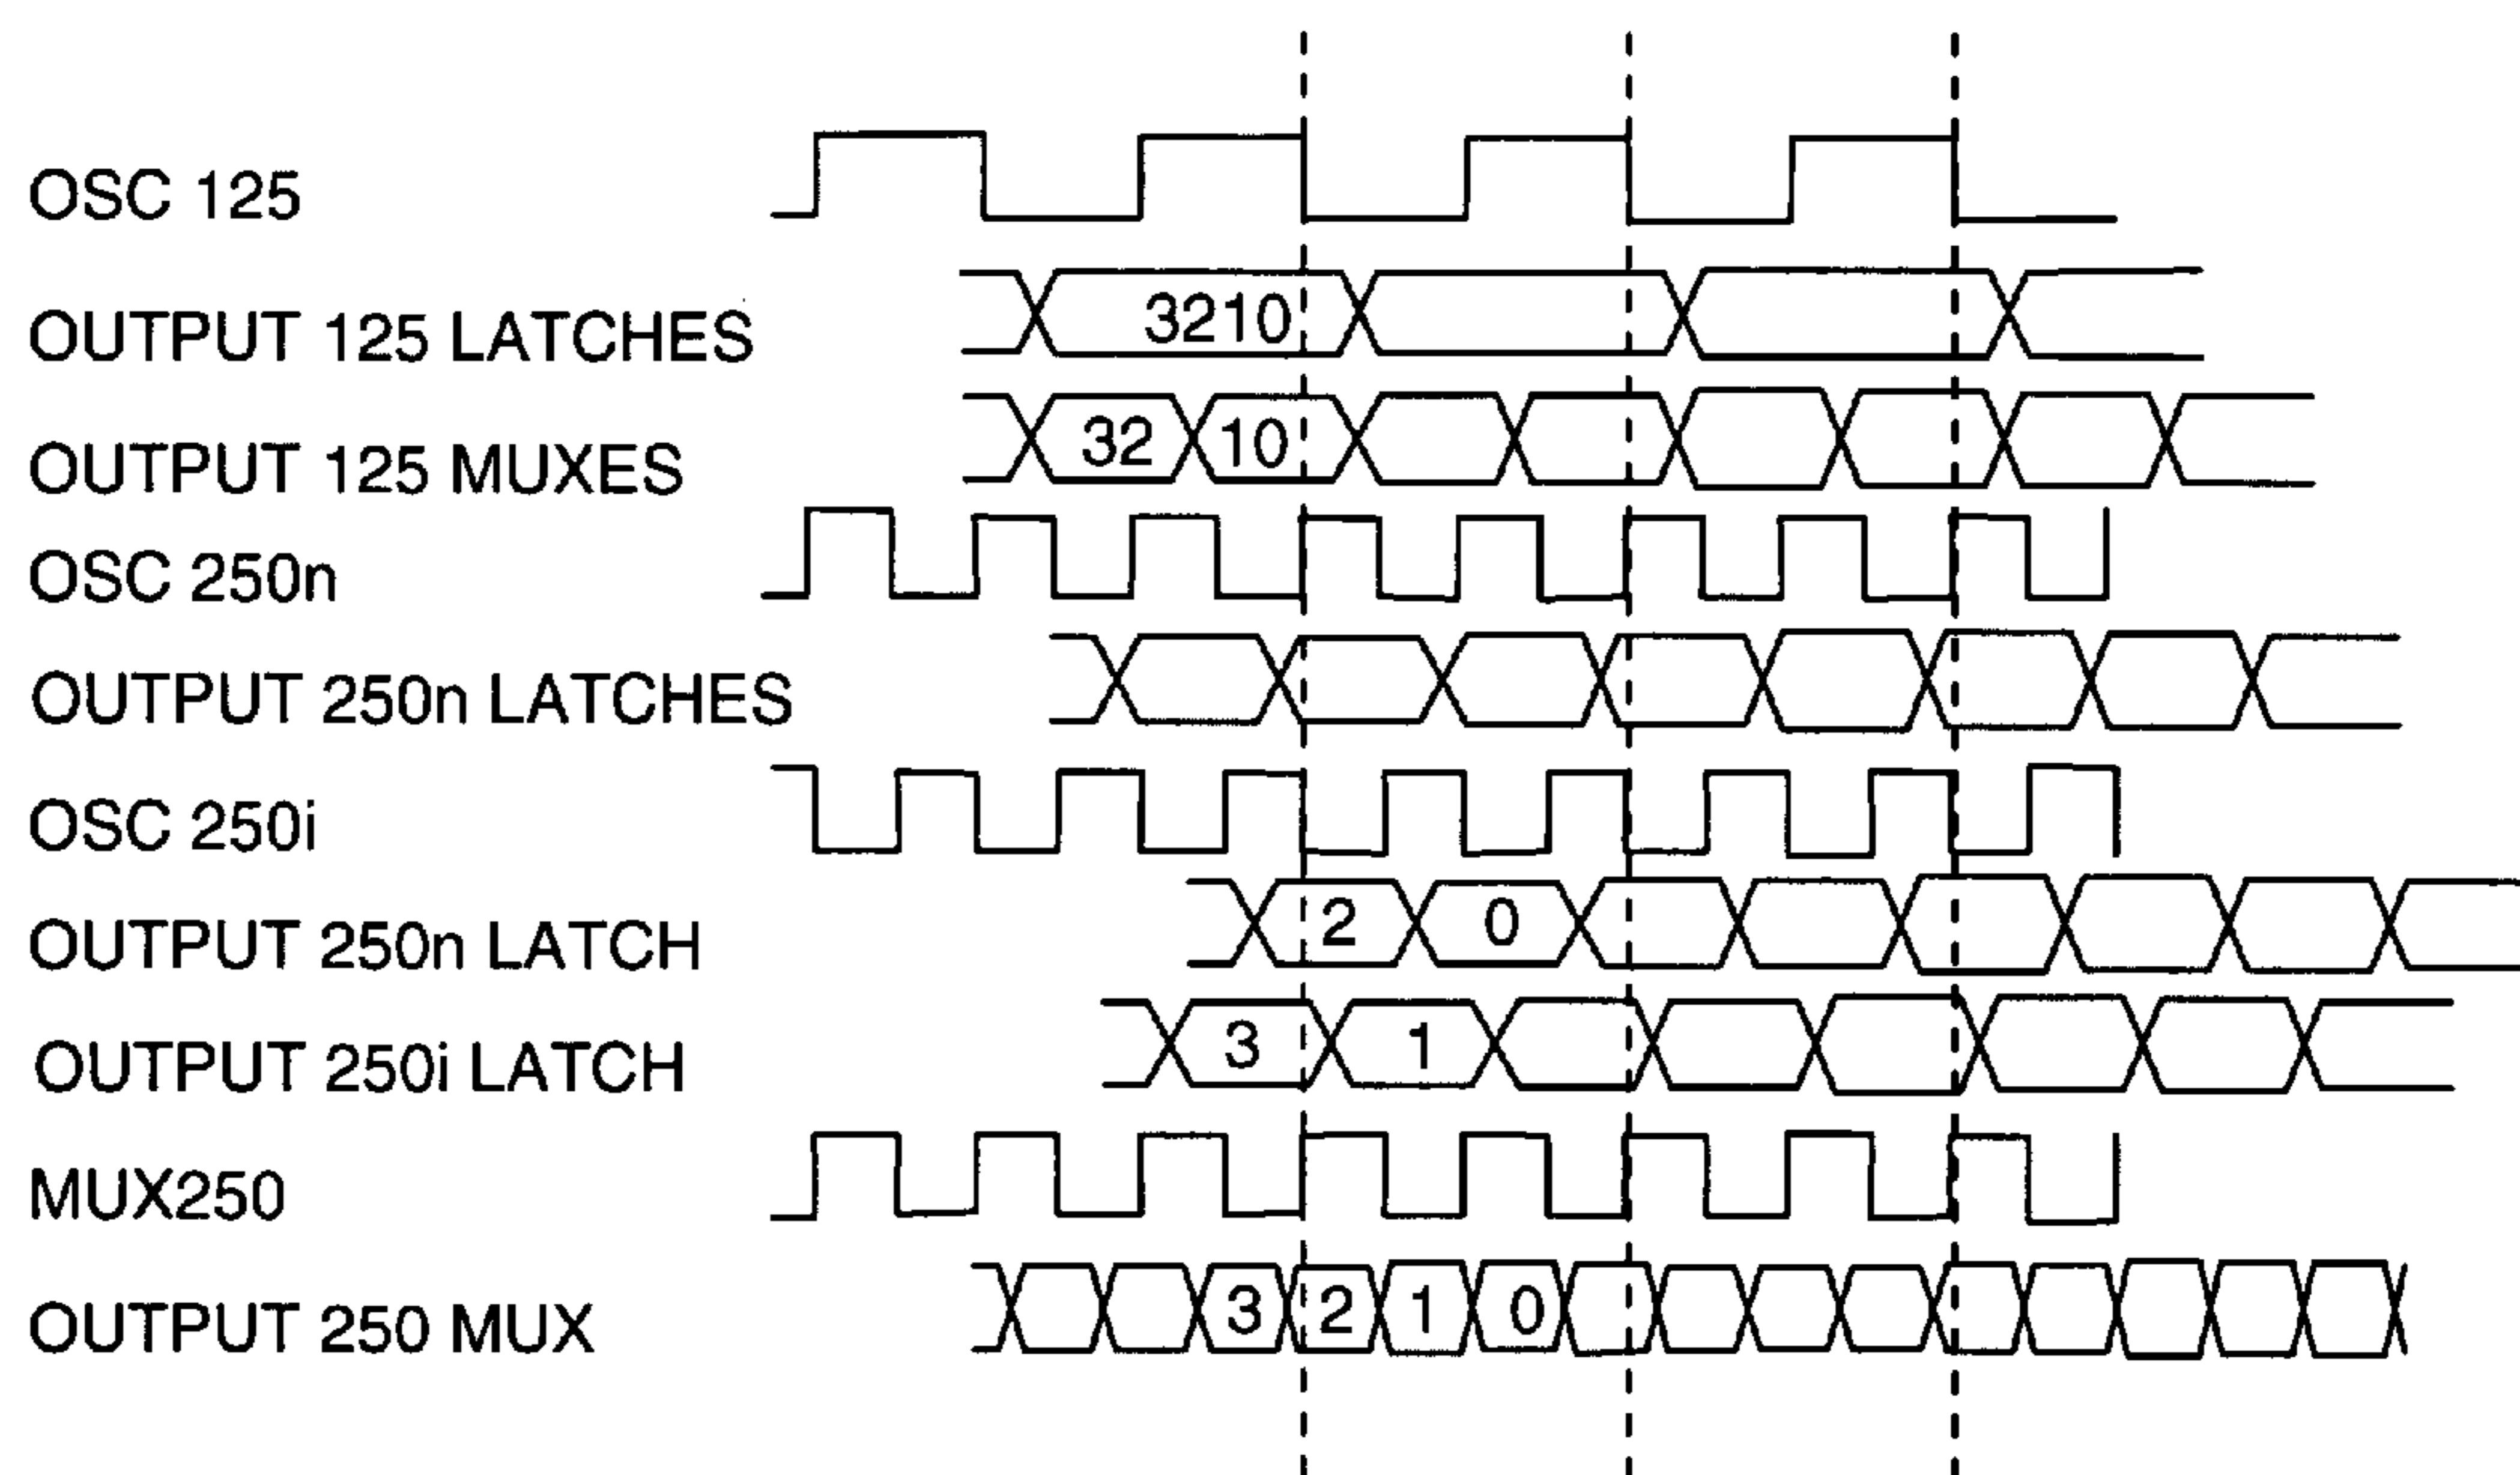 OSC 125
OUTPUT 125 LATCHES 3210
OUTPUT 125 MUXES 32 10
OSC 250n
OUTPUT 250n LATCHES
OSC 250i
OUTPUT 250n LATCH 2 0
OUTPUT 250i LATCH 3 1
MUX250
OUTPUT 250 MUX 3 2 1 0